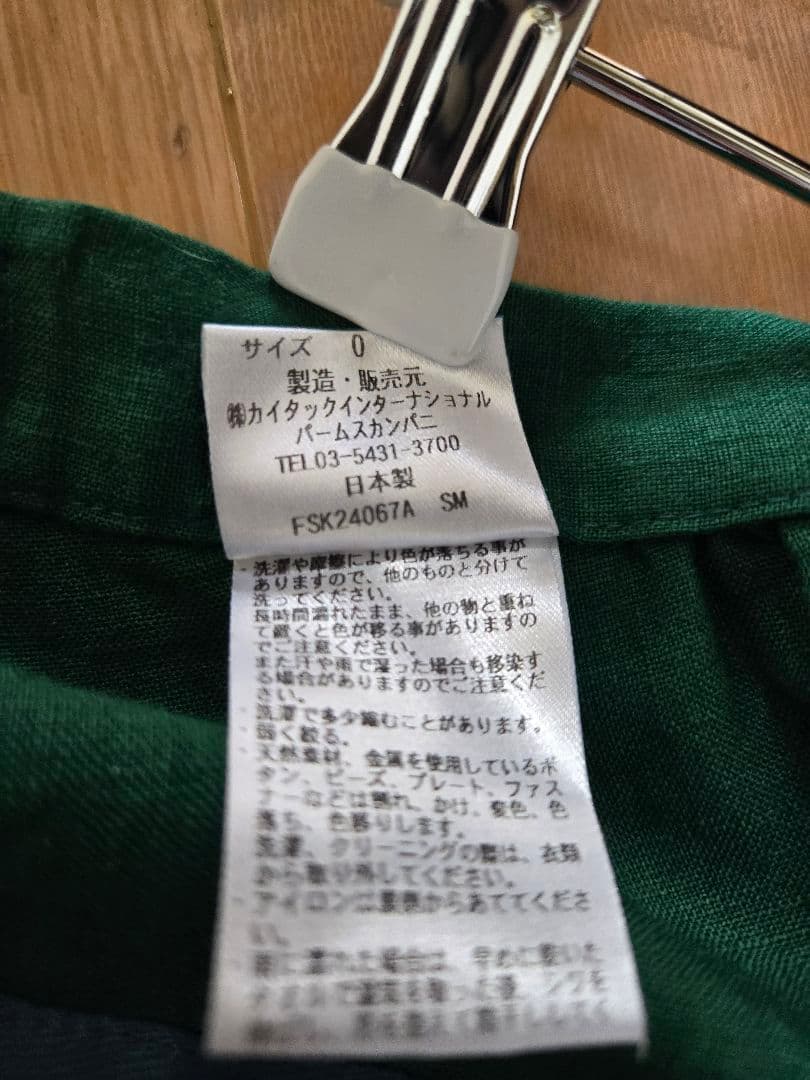 サイズ 0
製造・販売元
㈱カイタックインターナショナル
パームスカンパニ
TEL03-5431-3700
日本製
FSK24067A SM
・洗濯や摩擦により色が落ちる事が
ありますので、他のものと分けて
洗ってください。
長時間濡れたまま、他の物と重ね
て置くと色が移る事がありますの
でご注意ください。
また汗や雨で湿った場合も移染す
る場合がありますのでご注意くだ
さい。
・洗濯で多少縮むことがあります。
・弱く絞る。
・天然素材、金属を使用しているボ
タン、ビーズ、プレート、ファス
ナーなどは割れ、かけ、変色、色
落ち、色移りします。
洗濯、クリーニングの際は、衣類
から取り外してください。
・アイロンは裏側からあててくださ
い。